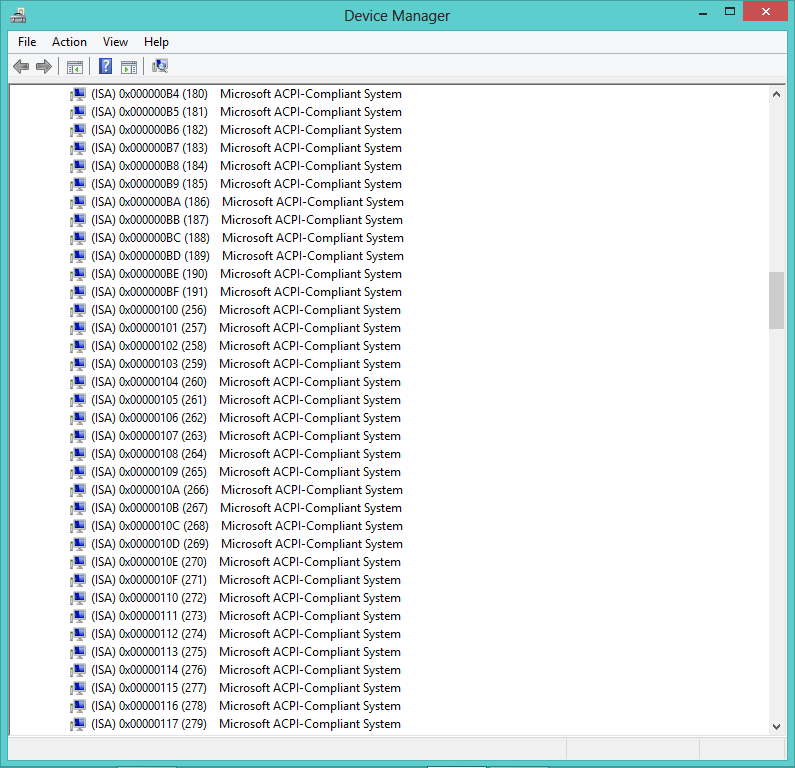 Device Manager
File Action View Help
(ISA) 0x000000B4 (180) Microsoft ACPI-Compliant System
(ISA) 0x000000B5 (181) Microsoft ACPI-Compliant System
(ISA) 0x000000B6 (182) Microsoft ACPI-Compliant System
(ISA) 0x000000B7 (183) Microsoft ACPI-Compliant System
(ISA) 0x000000B8 (184) Microsoft ACPI-Compliant System
(ISA) 0x000000B9 (185) Microsoft ACPI-Compliant System
(ISA) 0x000000BA (186) Microsoft ACPI-Compliant System
(ISA) 0x000000BB (187) Microsoft ACPI-Compliant System
(ISA) 0x000000BC (188) Microsoft ACPI-Compliant System
(ISA) 0x000000BD (189) Microsoft ACPI-Compliant System
(ISA) 0x000000BE (190) Microsoft ACPI-Compliant System
(ISA) 0x000000BF (191) Microsoft ACPI-Compliant System
(ISA) 0x00000100 (256) Microsoft ACPI-Compliant System
(ISA) 0x00000101 (257) Microsoft ACPI-Compliant System
(ISA) 0x00000102 (258) Microsoft ACPI-Compliant System
(ISA) 0x00000103 (259) Microsoft ACPI-Compliant System
(ISA) 0x00000104 (260) Microsoft ACPI-Compliant System
(ISA) 0x00000105 (261) Microsoft ACPI-Compliant System
(ISA) 0x00000106 (262) Microsoft ACPI-Compliant System
(ISA) 0x00000107 (263) Microsoft ACPI-Compliant System
(ISA) 0x00000108 (264) Microsoft ACPI-Compliant System
(ISA) 0x00000109 (265) Microsoft ACPI-Compliant System
(ISA) 0x0000010A (266) Microsoft ACPI-Compliant System
(ISA) 0x0000010B (267) Microsoft ACPI-Compliant System
(ISA) 0x0000010C (268) Microsoft ACPI-Compliant System
(ISA) 0x0000010D (269) Microsoft ACPI-Compliant System
(ISA) 0x0000010E (270) Microsoft ACPI-Compliant System
(ISA) 0x0000010F (271) Microsoft ACPI-Compliant System
(ISA) 0x00000110 (272) Microsoft ACPI-Compliant System
(ISA) 0x00000111 (273) Microsoft ACPI-Compliant System
(ISA) 0x00000112 (274) Microsoft ACPI-Compliant System
(ISA) 0x00000113 (275) Microsoft ACPI-Compliant System
(ISA) 0x00000114 (276) Microsoft ACPI-Compliant System
(ISA) 0x00000115 (277) Microsoft ACPI-Compliant System
(ISA) 0x00000116 (278) Microsoft ACPI-Compliant System
(ISA) 0x00000117 (279) Microsoft ACPI-Compliant System